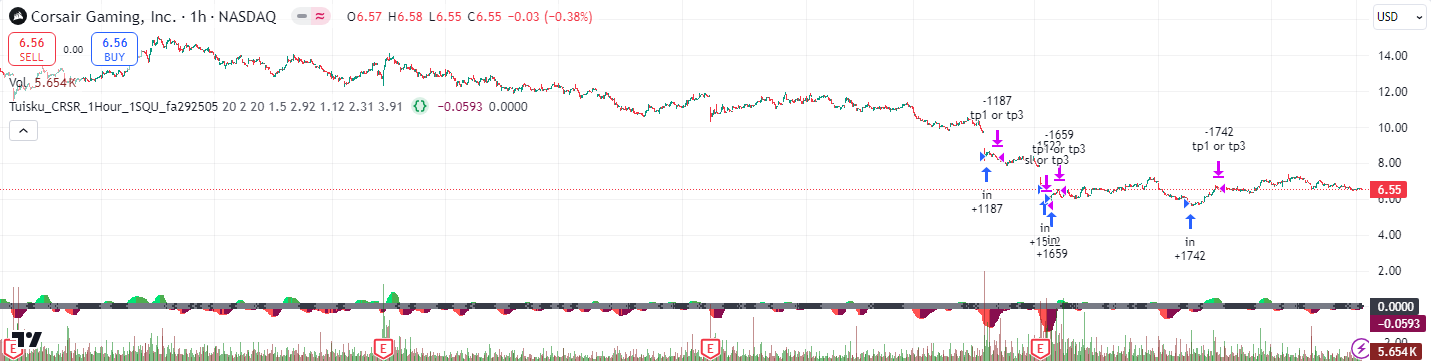 Corsair Gaming, Inc. · 1h · NASDAQ O6.57 H6.58 L6.55 C6.55 −0.03 (−0.38%)
USD
6.56
SELL
0.00
6.56
BUY
Vol 5.654K
Tuisku_CRSR_1Hour_1SQU_fa292505 20 2 20 1.5 2.92 1.12 2.31 3.91 −0.0593 0.0000
14.00
12.00
10.00
8.00
6.55
6.00
4.00
2.00
0.0000
−0.0593
5.654K
-1187
tp1 or tp3
in
+1187
-1659
tp1 or tp3
sl or tp3
in
in
+1659
-1742
tp1 or tp3
in
+1742
E
E
E
E